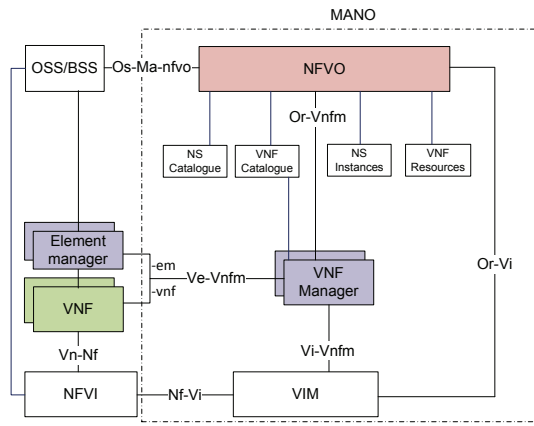 MANO
OSS/BSS
Os-Ma-nfvo
NFVO
Or-Vnfm
NS
Catalogue
VNF
Catalogue
NS
Instances
VNF
Resources
Element
manager
-em
Ve-Vnfm
-vnf
VNF
Manager
Or-Vi
VNF
Vn-Nf
Vi-Vnfm
NFVI
Nf-Vi
VIM